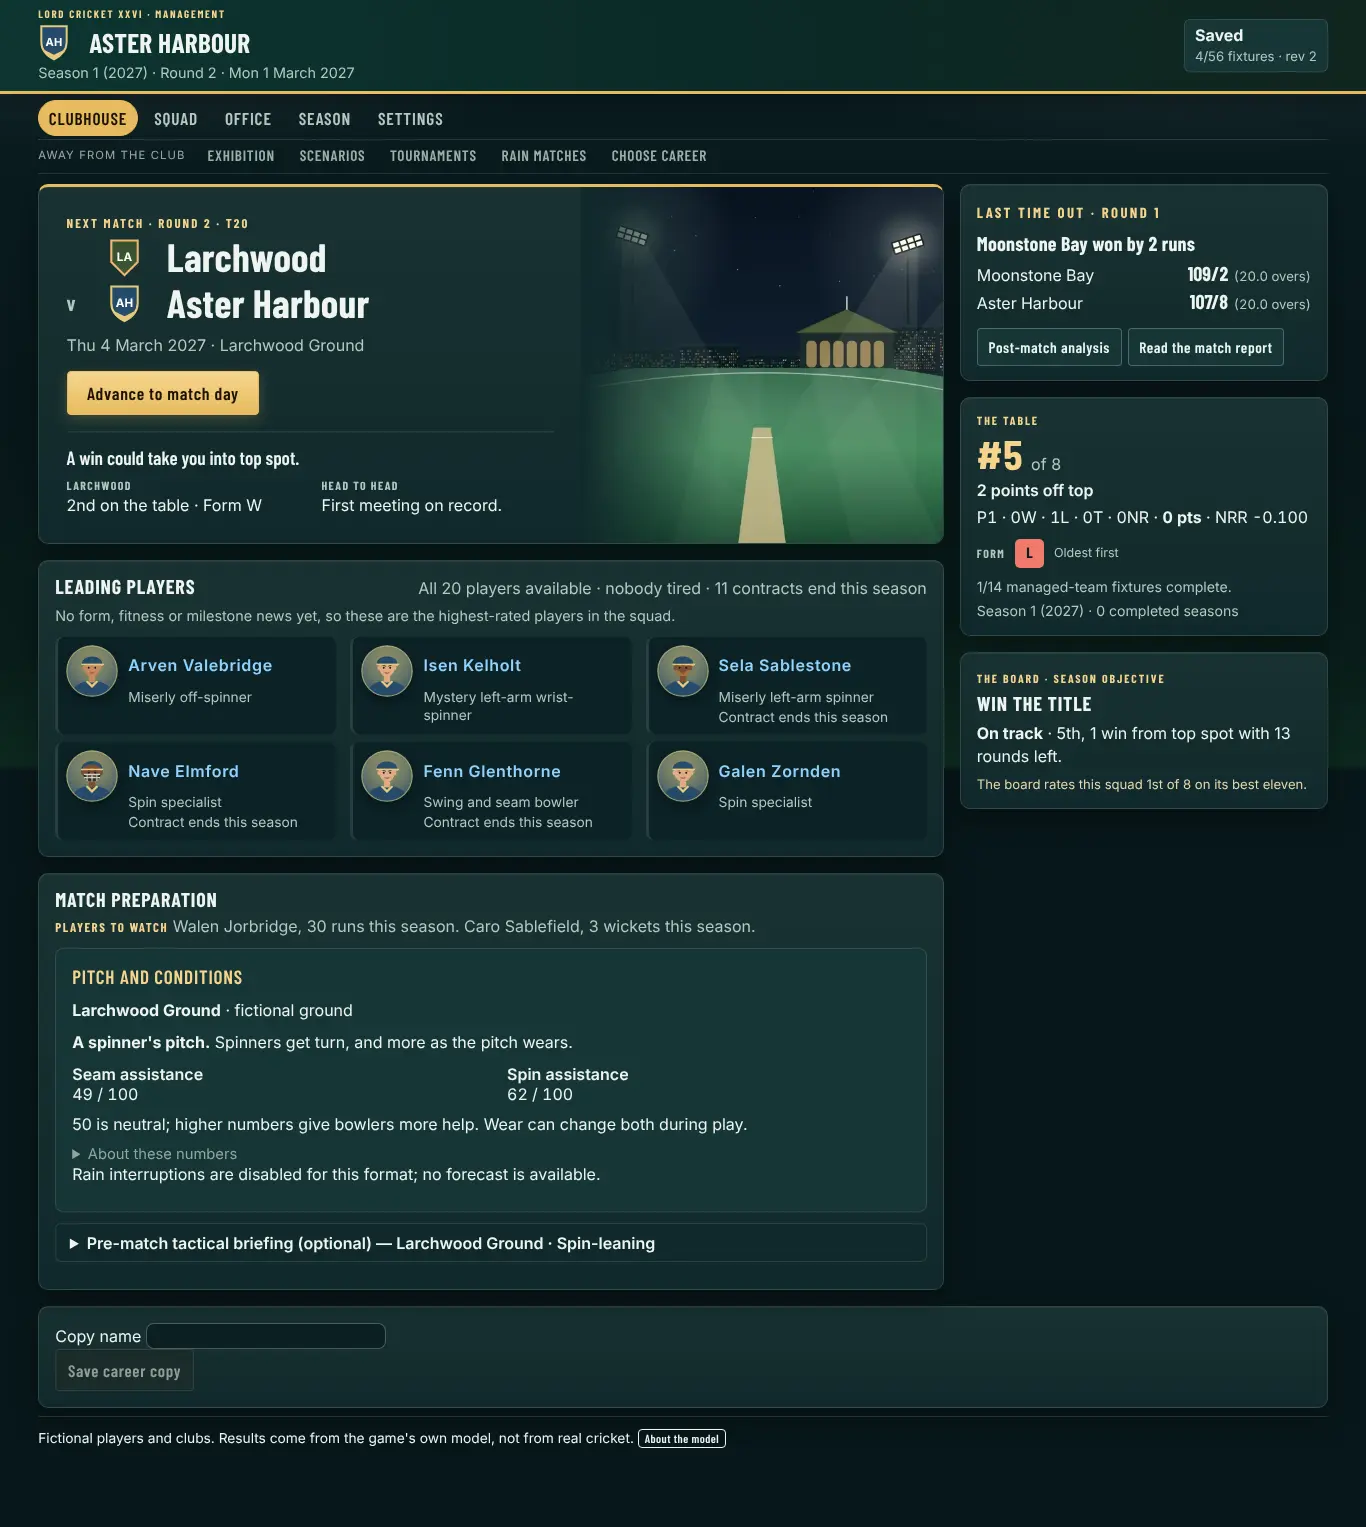 LORD CRICKET XXVI · MANAGEMENT
AH
ASTER HARBOUR
Season 1 (2027) · Round 2 · Mon 1 March 2027
Saved
4/56 fixtures · rev 2
CLUBHOUSE SQUAD OFFICE SEASON SETTINGS
AWAY FROM THE CLUB EXHIBITION SCENARIOS TOURNAMENTS RAIN MATCHES CHOOSE CAREER
NEXT MATCH · ROUND 2 · T20
LA Larchwood
V AH Aster Harbour
Thu 4 March 2027 · Larchwood Ground
Advance to match day
A win could take you into top spot.
LARCHWOOD
2nd on the table · Form W
HEAD TO HEAD
First meeting on record.
LAST TIME OUT · ROUND 1
Moonstone Bay won by 2 runs
Moonstone Bay 109/2 (20.0 overs)
Aster Harbour 107/8 (20.0 overs)
Post-match analysis Read the match report
THE TABLE
#5 of 8
2 points off top
P1 · 0W · 1L · 0T · 0NR · 0 pts · NRR -0.100
FORM L Oldest first
1/14 managed-team fixtures complete.
Season 1 (2027) · 0 completed seasons
THE BOARD · SEASON OBJECTIVE
WIN THE TITLE
On track · 5th, 1 win from top spot with 13
rounds left.
The board rates this squad 1st of 8 on its best eleven.
LEADING PLAYERS
All 20 players available · nobody tired · 11 contracts end this season
No form, fitness or milestone news yet, so these are the highest-rated players in the squad.
Arven Valebridge
Miserly off-spinner
Isen Kelholt
Mystery left-arm wrist-
spinner
Sela Sablestone
Miserly left-arm spinner
Contract ends this season
Nave Elmford
Spin specialist
Contract ends this season
Fenn Glenthorne
Swing and seam bowler
Contract ends this season
Galen Zornden
Spin specialist
MATCH PREPARATION
PLAYERS TO WATCH Walen Jorbridge, 30 runs this season. Caro Sablefield, 3 wickets this season.
PITCH AND CONDITIONS
Larchwood Ground · fictional ground
A spinner's pitch. Spinners get turn, and more as the pitch wears.
Seam assistance
49 / 100
Spin assistance
62 / 100
50 is neutral; higher numbers give bowlers more help. Wear can change both during play.
▶ About these numbers
Rain interruptions are disabled for this format; no forecast is available.
▶ Pre-match tactical briefing (optional) — Larchwood Ground · Spin-leaning
Copy name
Save career copy
Fictional players and clubs. Results come from the game's own model, not from real cricket. About the model